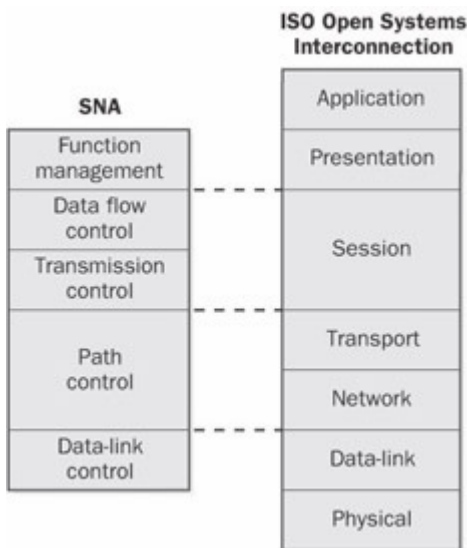 ISO Open Systems
Interconnection
SNA
Application
Function
management
Presentation
Data flow
control
Session
Transmission
control
Transport
Path
control
Network
Data-link
control
Data-link
Physical